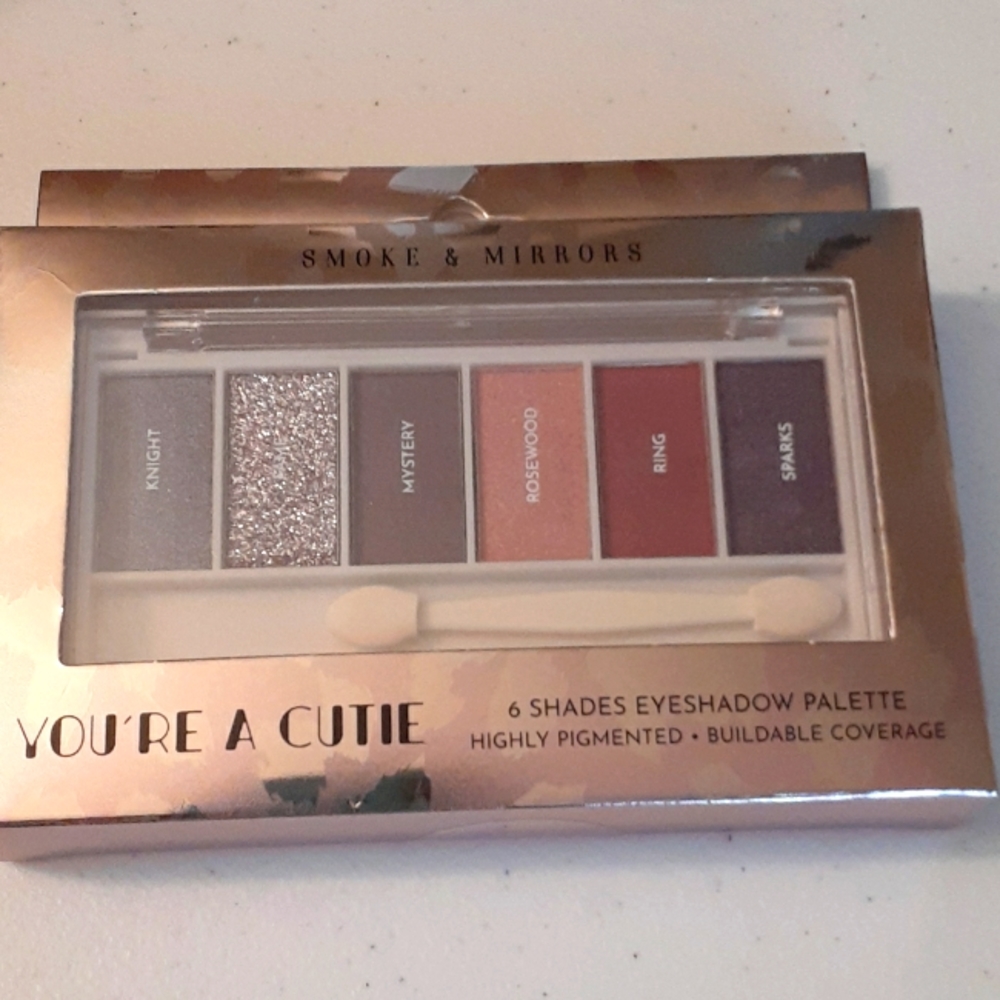 SMOKE & MIRRORS
KNIGHT
MYSTERY
ROSEWOOD
RING
SPARKS
YOU'RE A CUTIE
6 SHADES EYESHADOW PALETTE
HIGHLY PIGMENTED • BUILDABLE COVERAGE